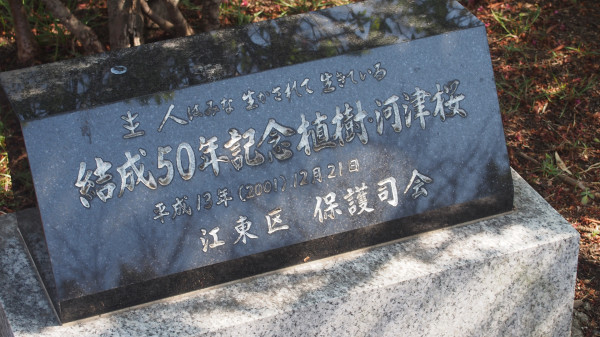 主 人はみな 生かされて 生きている
結成50年記念植樹・河津桜
平成13年(2001)12月21日
江東区 保護司会